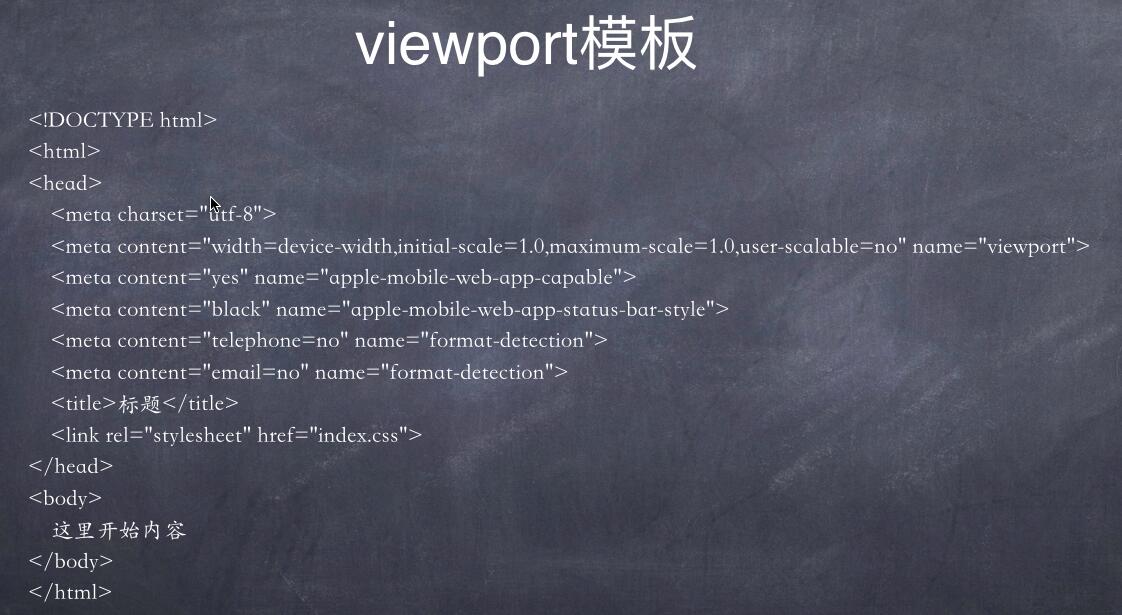 viewport模板
<!DOCTYPE html>
<html>
<head>
<meta charset="utf-8">
<meta content="width=device-width,initial-scale=1.0,maximum-scale=1.0,user-scalable=no" name="viewport">
<meta content="yes" name="apple-mobile-web-app-capable">
<meta content="black" name="apple-mobile-web-app-status-bar-style">
<meta content="telephone=no" name="format-detection">
<meta content="email=no" name="format-detection">
<title>标题</title>
<link rel="stylesheet" href="index.css">
</head>
<body>
这里开始内容
</body>
</html>